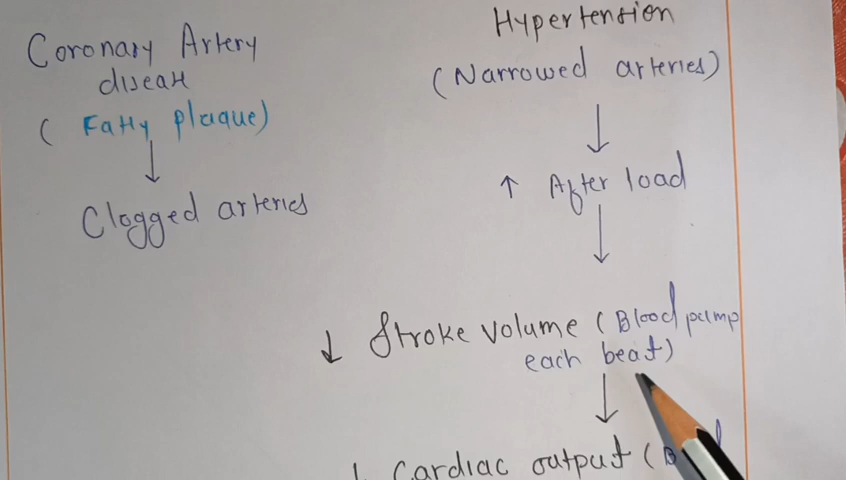 Coronary Artery
disease
( Fatty plaque)
↓
Clogged arteries
Hypertension
(Narrowed arteries)
↓
↑ After load
↓
↓ Stroke volume (Blood pump
each beat)
↓
↓ Cardiac output (B